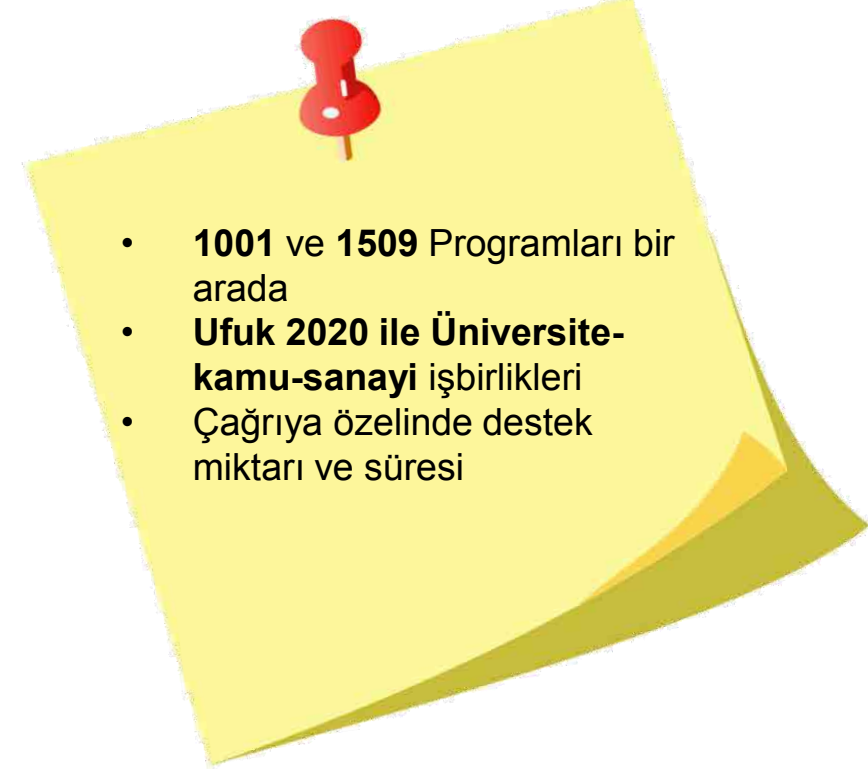 • 1001 ve 1509 Programları bir
arada
• Ufuk 2020 ile Üniversite-
kamu-sanayi işbirlikleri
• Çağrıya özelinde destek
miktarı ve süresi